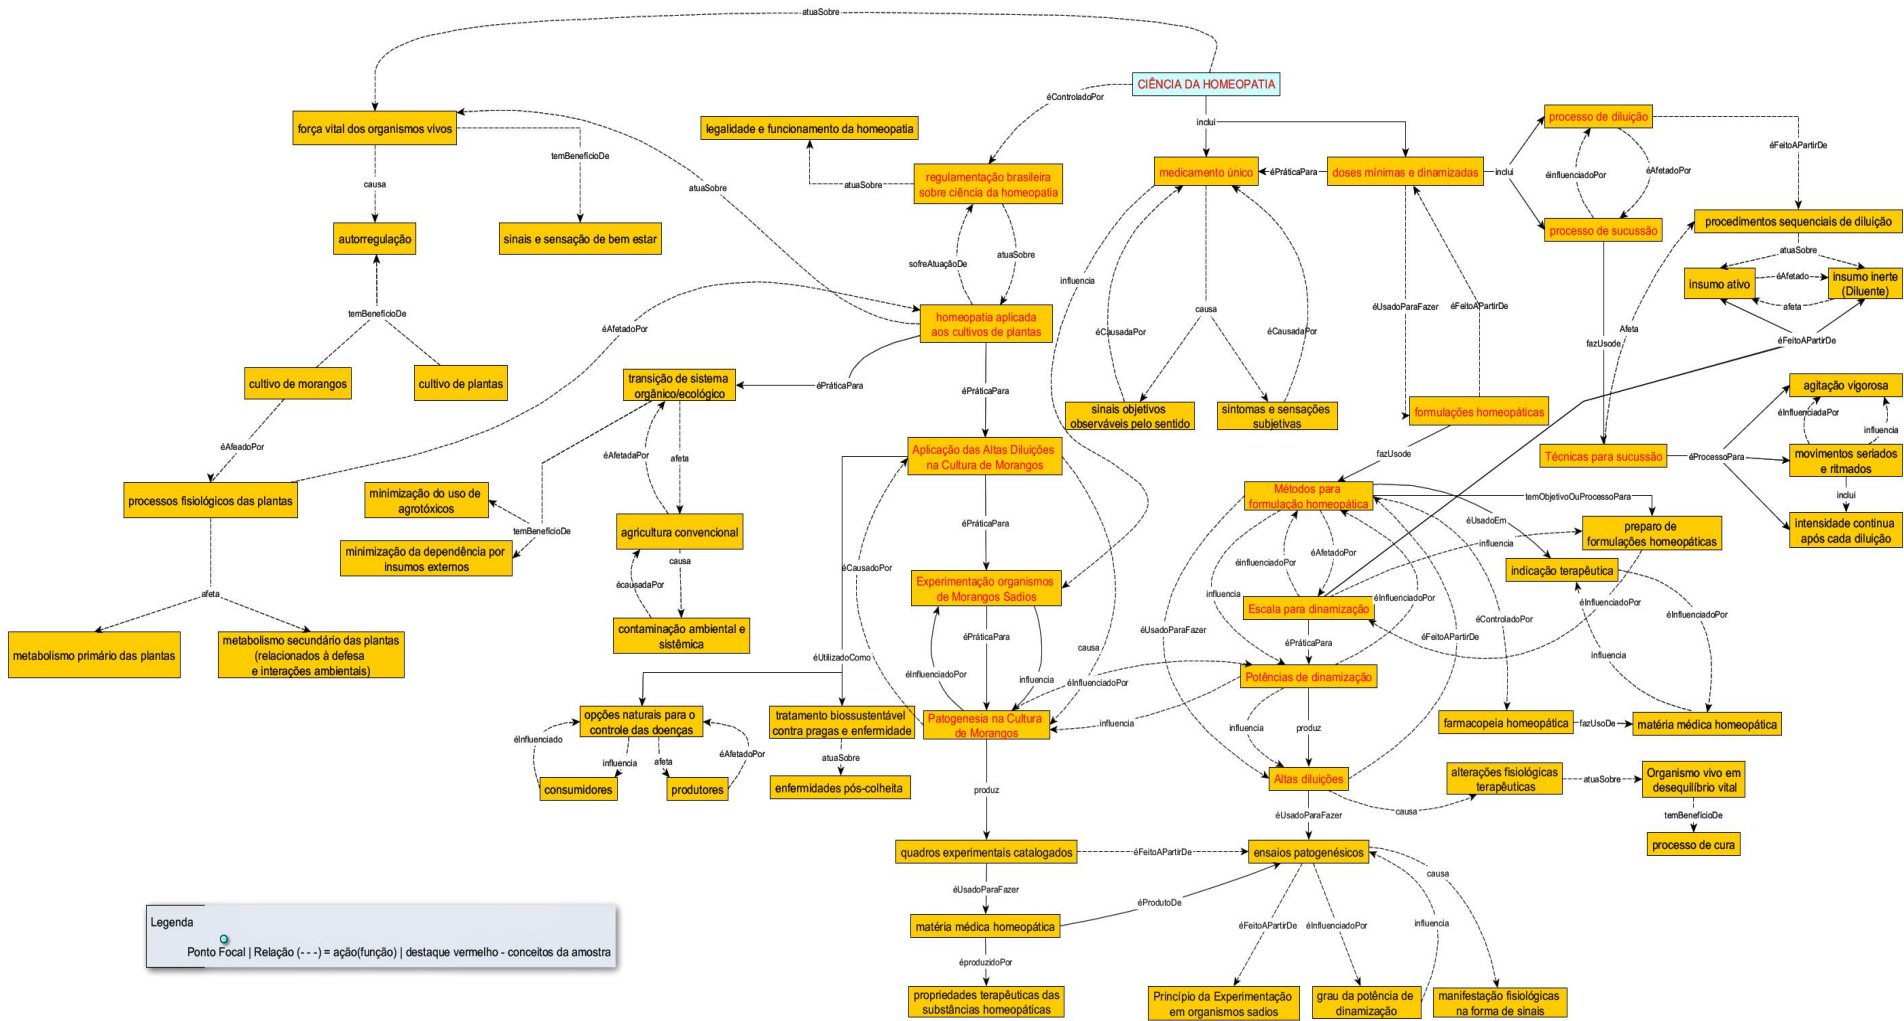 atuaSobre
CIÊNCIA DA HOMEOPATIA
éControladoPor
inclui
força vital dos organismos vivos
legalidade e funcionamento da homeopatia
processo de diluição
temBenefícioDe
regulamentação brasileira
sobre ciência da homeopatia
atuaSobre
medicamento único
éPráticaPara
doses mínimas e dinamizadas
inclui
éinfluenciadoPor
éAfetadoPor
éFeitoAPartirDe
causa
atuaSobre
autorregulação
sinais e sensação de bem estar
processo de sucussão
procedimentos sequenciais de diluição
sofreAtuaçãoDe
atuaSobre
atuaSobre
influencia
insumo ativo
éAfetado
afeta
insumo inerte
(Diluente)
temBenefícioDe
homeopatia aplicada
aos cultivos de plantas
éAfetadoPor
éCausadaPor
causa
éCausadaPor
éUsadoParaFazer
éFeitoAPartirDe
fazUsode
Afeta
éFeitoAPartirDe
cultivo de morangos
cultivo de plantas
transição de sistema
orgânico/ecológico
éPráticaPara
éPráticaPara
sinais objetivos
observáveis pelo sentido
sintomas e sensações
subjetivas
formulações homeopáticas
agitação vigorosa
éInfluenciadaPor
influencia
éAfeadoPor
éAfetadaPor
afeta
Aplicação das Altas Diluições
na Cultura de Morangos
fazUsode
Técnicas para sucussão
éProcessoPara
movimentos seriados
e ritmados
inclui
processos fisiológicos das plantas
minimização do uso de
agrotóxicos
temBenefícioDe
minimização da dependência por
insumos externos
agricultura convencional
éPráticaPara
Métodos para
formulação homeopática
temObjetivoOuProcessoPara
éUsadoEm
preparo de
formulações homeopáticas
intensidade continua
após cada diluição
influencia
causa
écausadaPor
éCausadoPor
éinfluenciadoPor
éAfetadoPor
indicação terapêutica
Experimentação organismos
de Morangos Sadios
influencia
éInfluenciadoPor
éInfluenciadoPor
éInfluenciadoPor
afeta
Escala para dinamização
éControladoPor
contaminação ambiental e
sistêmica
éPráticaPara
éPráticaPara
éUsadoParaFazer
éFeitoAPartirDe
metabolismo primário das plantas
metabolismo secundário das plantas
(relacionados à defesa
e interações ambientais)
éUtilizadoComo
causa
influencia
éInfluenciadoPor
influencia
éInfluenciadoPor
Potências de dinamização
opções naturais para o
controle das doenças
tratamento biossustentável
contra pragas e enfermidade
Patogenesia na Cultura
de Morangos
influencia
influencia
produz
farmacopeia homeopática
fazUsoDe
matéria médica homeopática
éInfluenciado
influencia
afeta
éAfetadoPor
atuaSobre
consumidores
produtores
enfermidades pós-colheita
produz
Altas diluições
causa
alterações fisiológicas
terapêuticas
atuaSobre
Organismo vivo em
desequilíbrio vital
temBenefícioDe
éUsadoParaFazer
processo de cura
quadros experimentais catalogados
éFeitoAPartirDe
ensaios patogenésicos
causa
éUsadoParaFazer
éProdutoDe
matéria médica homeopática
éFeitoAPartirDe
éInfluenciadoPor
influencia
éproduzidoPor
propriedades terapêuticas das
substâncias homeopáticas
Princípio da Experimentação
em organismos sadios
grau da potência de
dinamização
manifestação fisiológicas
na forma de sinais
Legenda
Ponto Focal | Relação (- - -) = ação(função) | destaque vermelho - conceitos da amostra